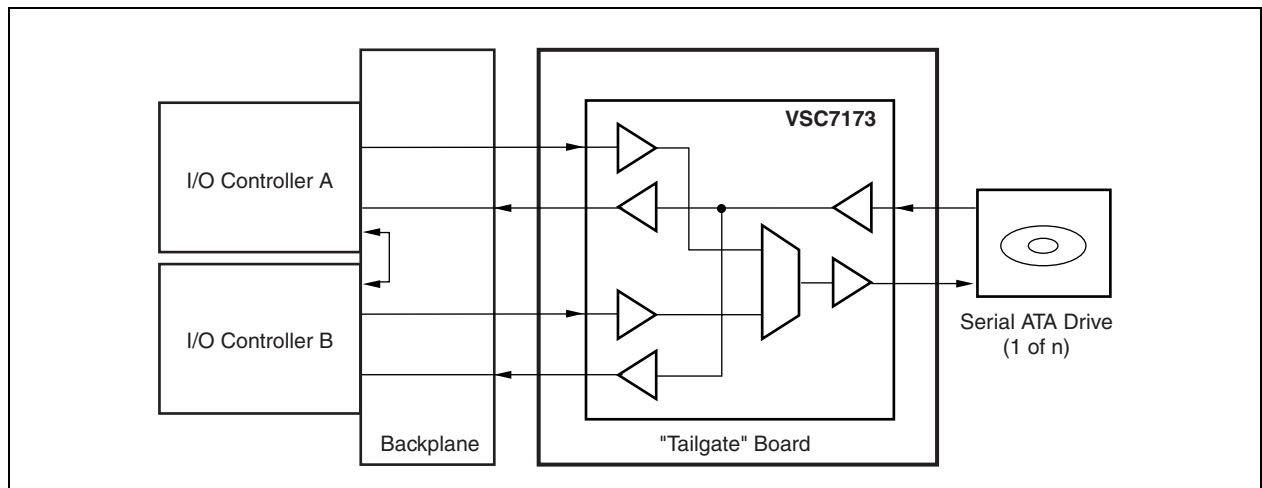 VSC7173
I/O Controller A
I/O Controller B
Serial ATA Drive
(1 of n)
Backplane
"Tailgate" Board